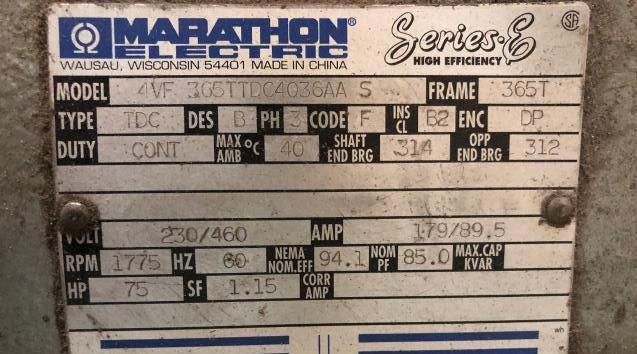 MARATHON®
ELECTRIC
Series-E
HIGH EFFICIENCY
SA
WAUSAU, WISCONSIN 54401 MADE IN CHINA
MODEL 4VF 365TTDC4036AA S FRAME 365T
TYPE TDC DES B PH 3 CODE F INS CL B2 ENC DP
DUTY CONT MAX AMB °C 40 SHAFT END BRG 314 OPP END BRG 312
VOLT 230/460 AMP 179/89.5
RPM 1775 HZ 60 NEMA NOM.EFF 94.1 NOM PF 85.0 MAX.CAP KVAR
HP 75 SF 1.15 CORR AMP
wh